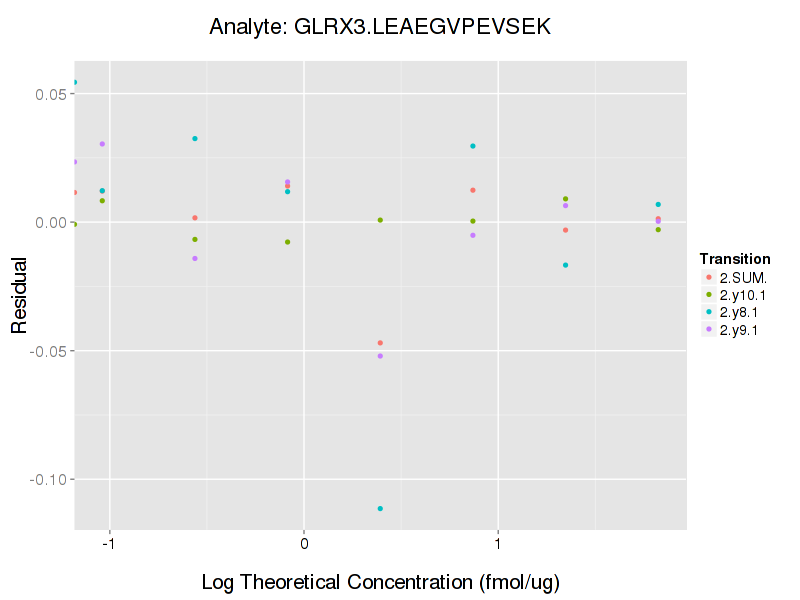 Analyte: GLRX3.LEAEGVPEVSEK
Residual
0.05
0.00
-0.05
-0.10
-1
0
1
Log Theoretical Concentration (fmol/ug)
Transition
2.SUM.
2.y10.1
2.y8.1
2.y9.1